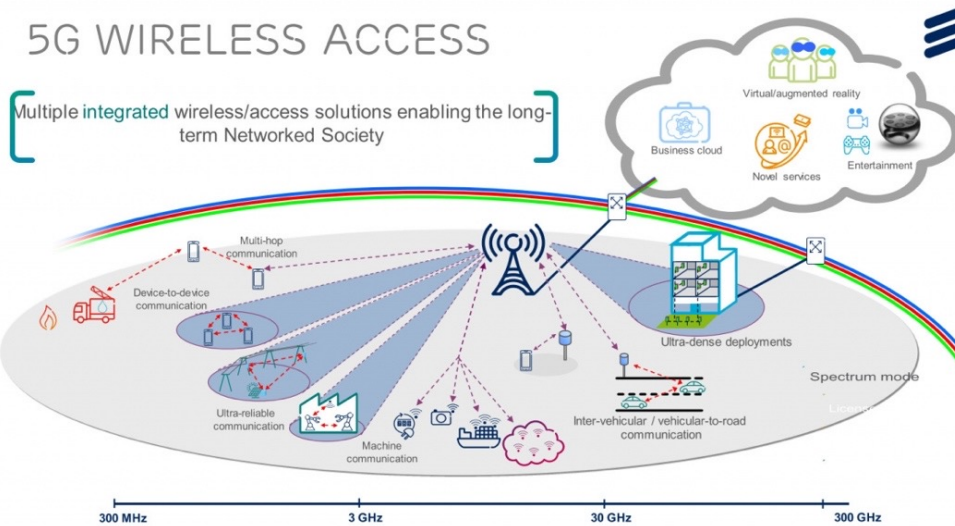 5G WIRELESS ACCESS
Multiple integrated wireless/access solutions enabling the long-
term Networked Society
Virtual/augmented reality
Business cloud
Novel services
Entertainment
Multi-hop
communication
Device-to-device
communication
Ultra-dense deployments
Spectrum mode
Ultra-reliable
communication
Inter-vehicular / vehicular-to-road
communication
Machine
communication
300 MHz
3 GHz
30 GHz
300 GHz